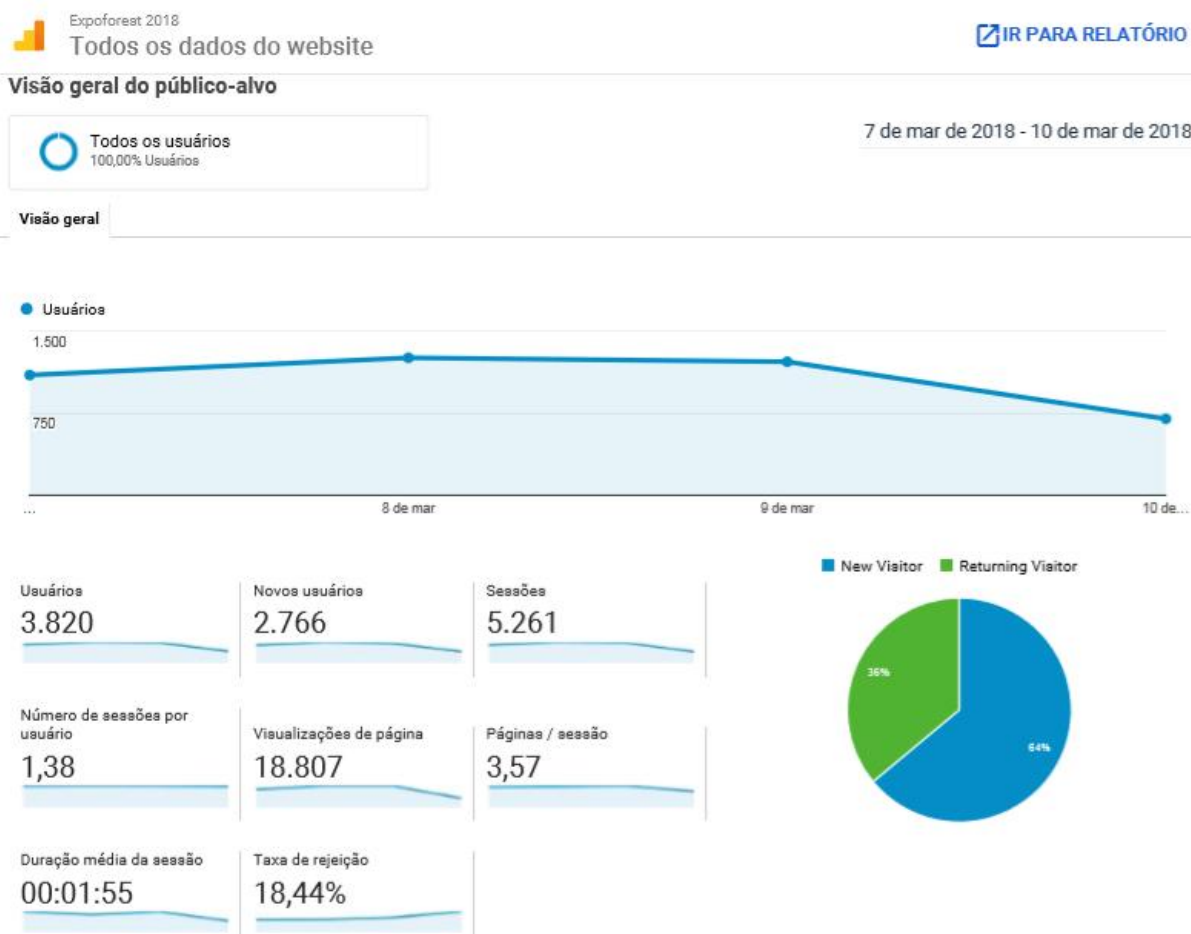 Expoforest 2018
Todos os dados do website
IR PARA RELATÓRIO
Visão geral do público-alvo
Todos os usuários
100,00% Usuários
7 de mar de 2018 - 10 de mar de 2018
Visão geral
Usuários
1.500
750
...
8 de mar
9 de mar
10 de...
New Visitor
Returning Visitor
36%
64%
Usuários
3.820
Novos usuários
2.766
Sessões
5.261
Número de sessões por
usuário
1,38
Visualizações de página
18.807
Páginas / sessão
3,57
Duração média da sessão
00:01:55
Taxa de rejeição
18,44%